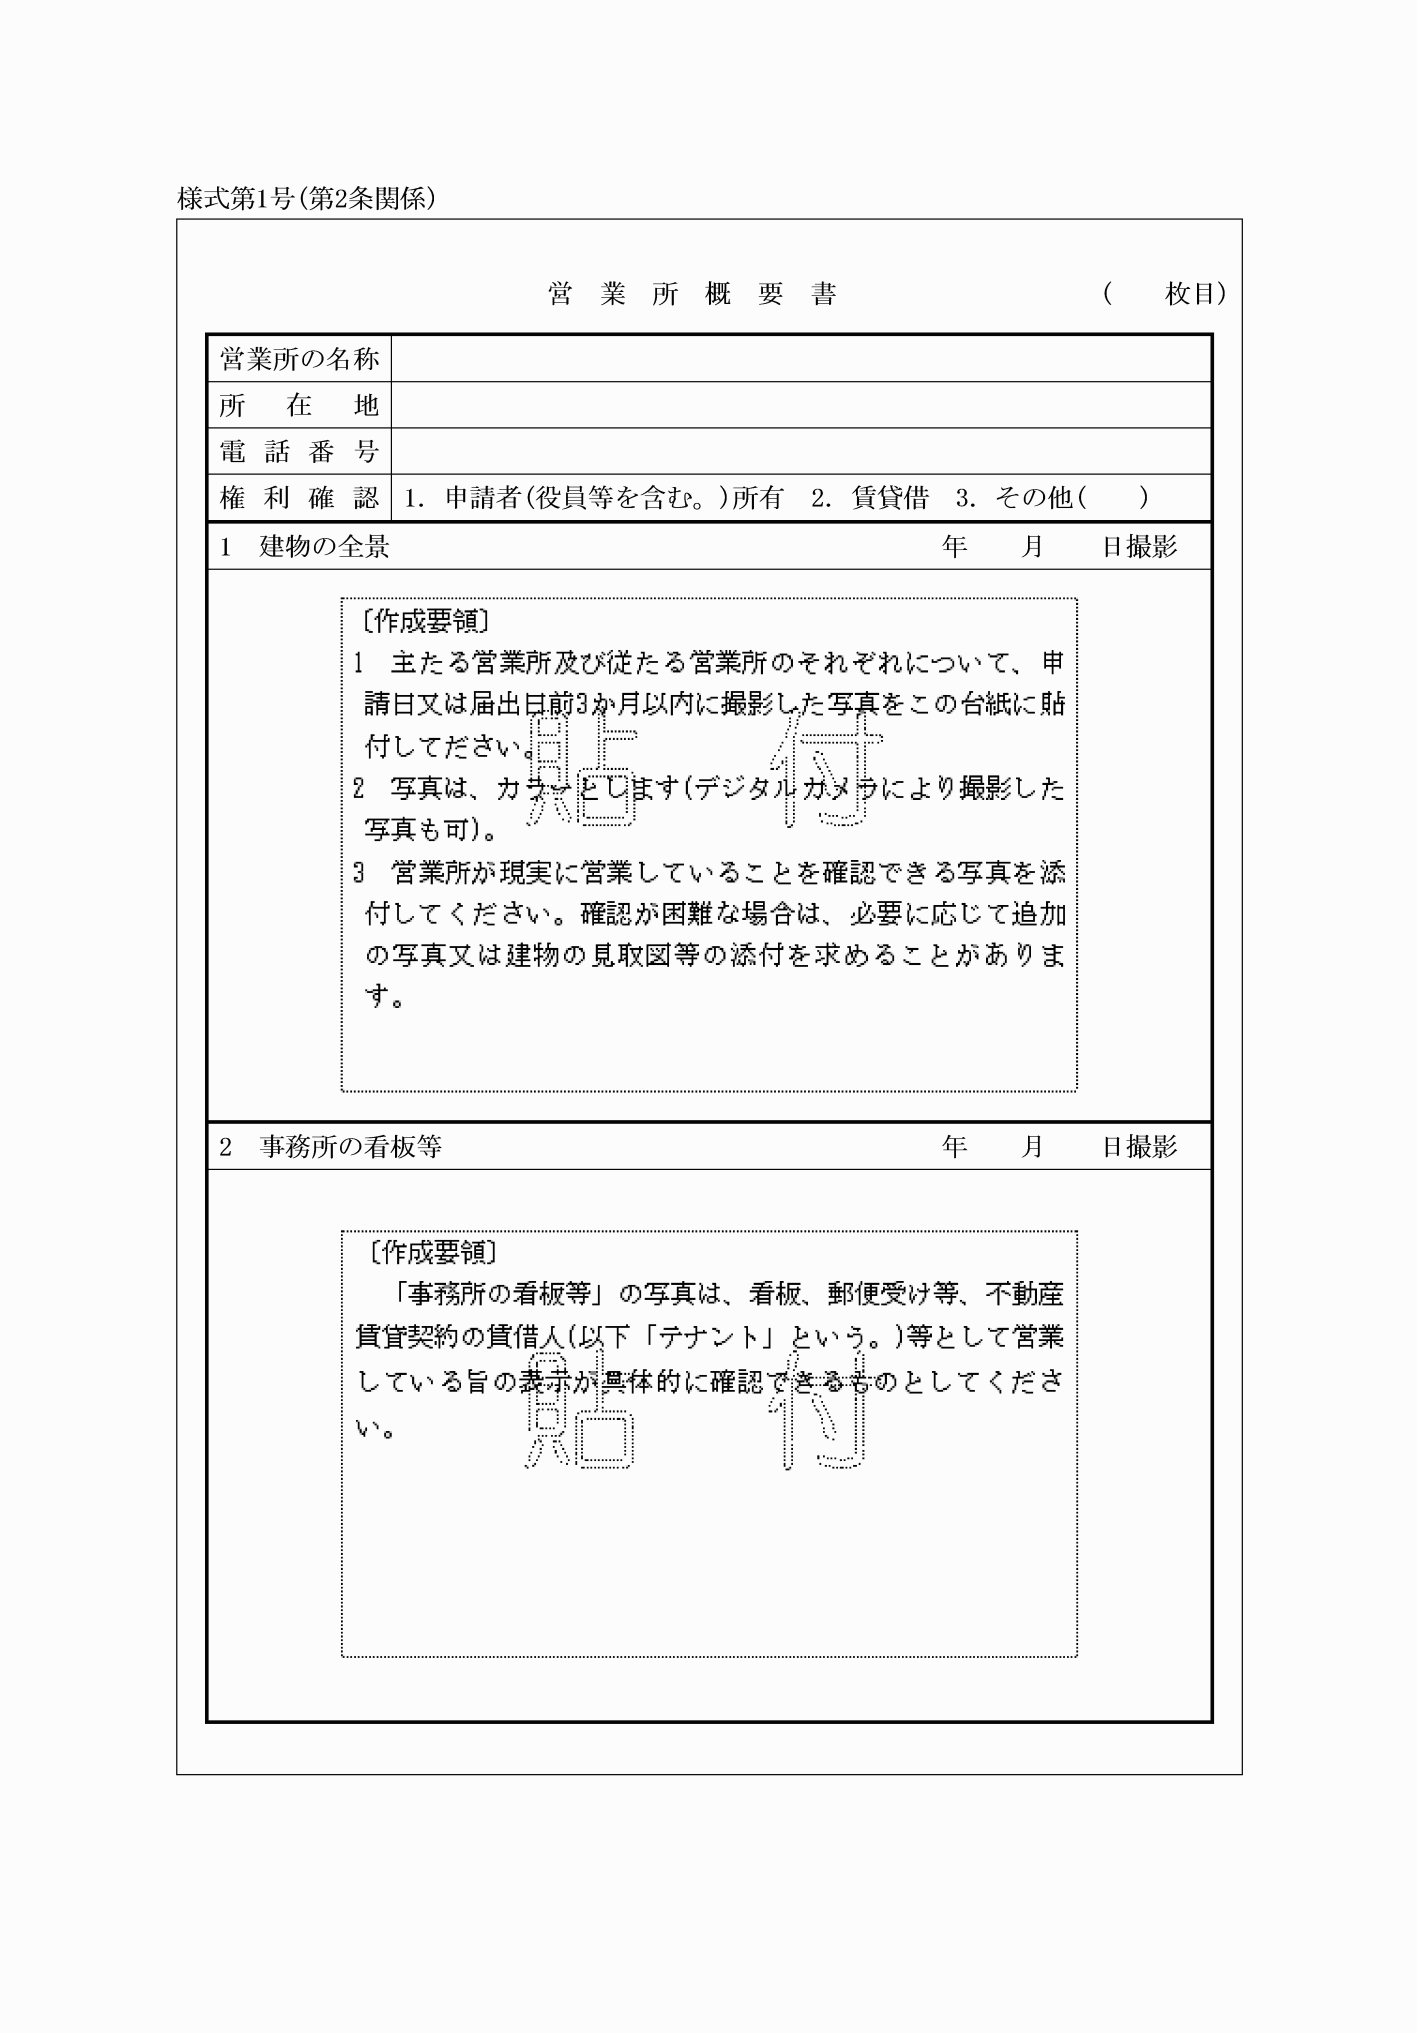 様式第1号(第2条関係)
営業所概要書 (　　枚目)
営業所の名称
所在地
電話番号
権利確認 1. 申請者(役員等を含む。)所有　2. 賃貸借　3. その他(　　)
1　建物の全景　年　月　日撮影
〔作成要領〕
1　主たる営業所及び従たる営業所のそれぞれについて、申
請日又は届出日前3か月以内に撮影した写真をこの台紙に貼
付してださい。
貼付
2　写真は、カラーとします(デジタルカメラにより撮影した
写真も可)。
3　営業所が現実に営業していることを確認できる写真を添
付してください。確認が困難な場合は、必要に応じて追加
の写真又は建物の見取図等の添付を求めることがありま
す。
2　事務所の看板等　年　月　日撮影
〔作成要領〕
「事務所の看板等」の写真は、看板、郵便受け等、不動産
賃貸契約の賃借人(以下「テナント」という。)等として営業
している旨の表示が具体的に確認できるものとしてくださ
い。
貼付